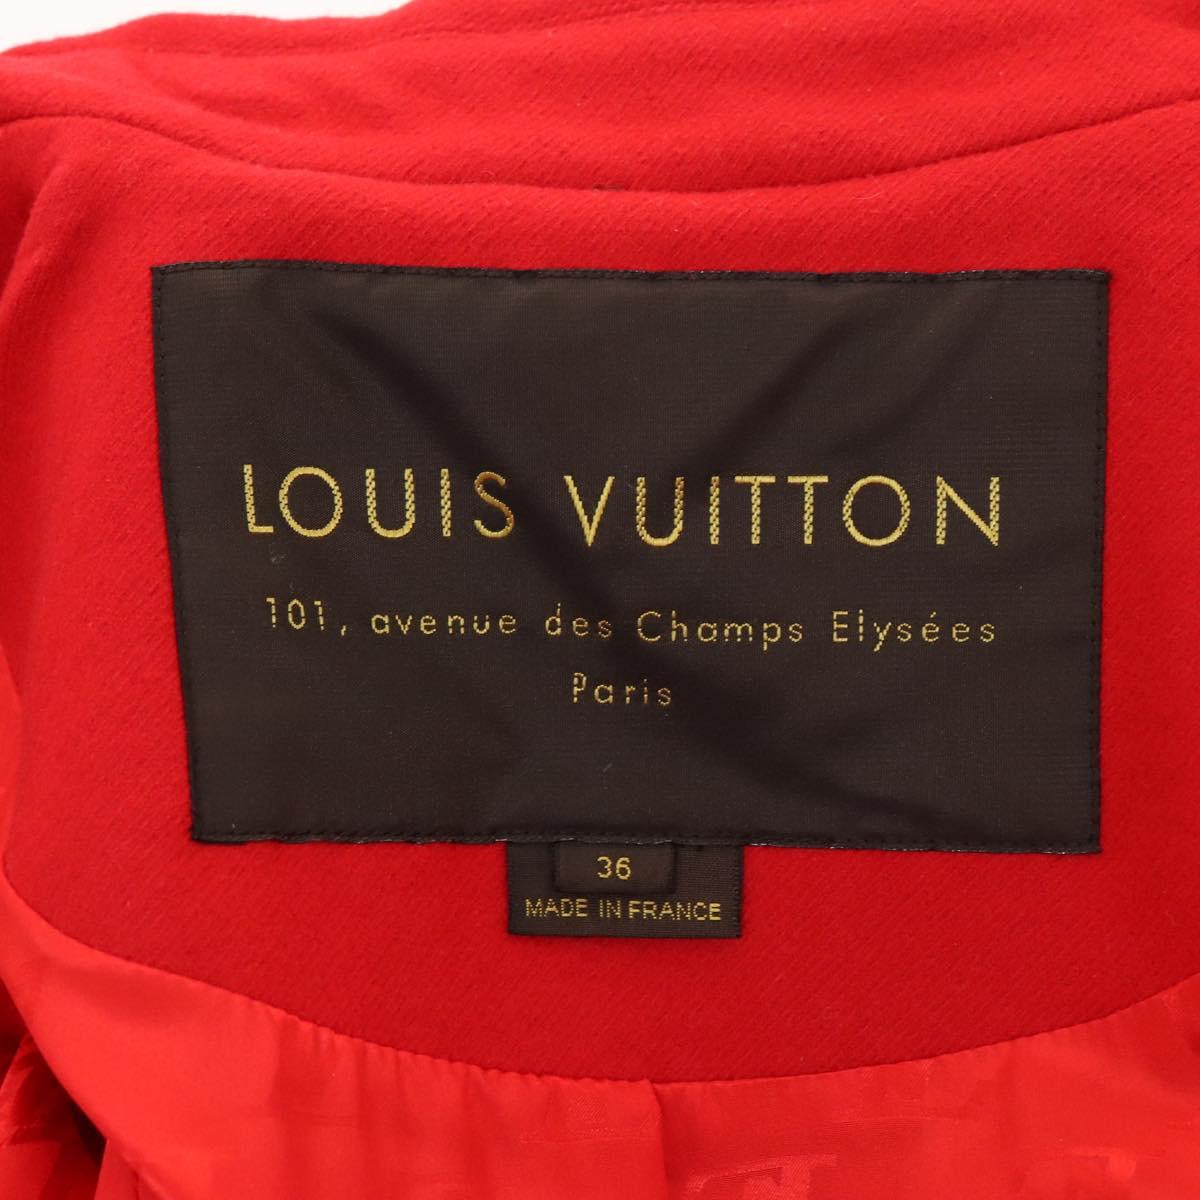 LOUIS VUITTON
101, avenue des Champs Elysées
Paris
36
MADE IN FRANCE